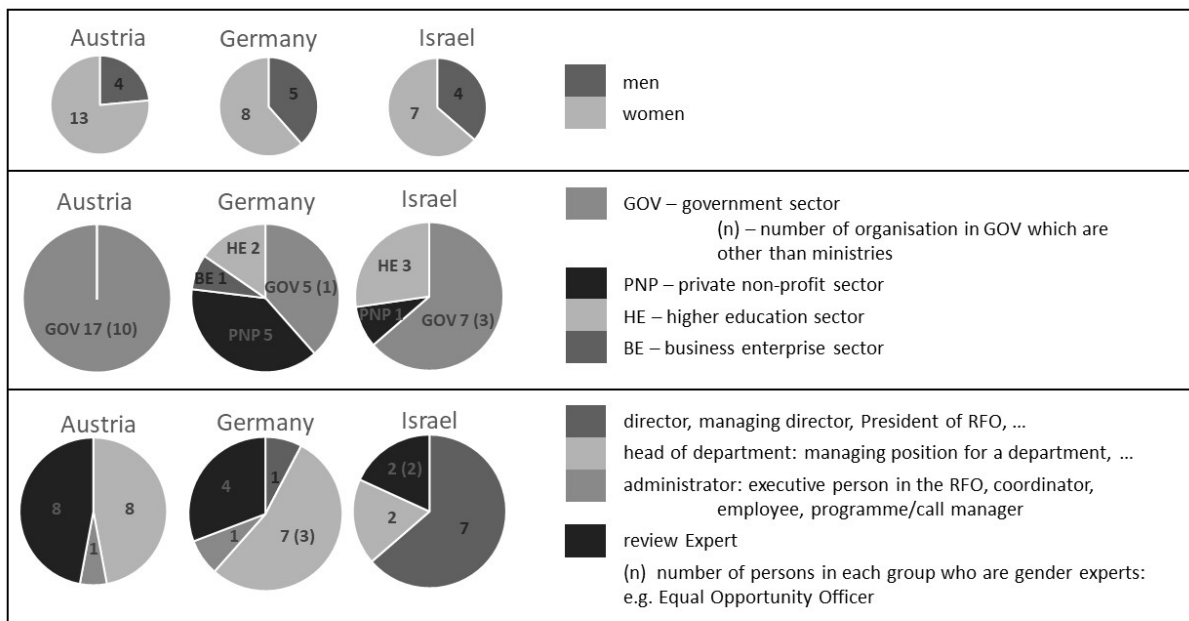 Austria
Germany
Israel
4
13
5
8
4
7
men
women
Austria
Germany
Israel
GOV 17 (10)
HE 2
BE 1
GOV 5 (1)
PNP 5
HE 3
PNP 1
GOV 7 (3)
GOV – government sector
(n) – number of organisation in GOV which are
other than ministries
PNP – private non-profit sector
HE – higher education sector
BE – business enterprise sector
Austria
Germany
Israel
8
8
1
4
1
1
7 (3)
2 (2)
2
7
director, managing director, President of RFO, ...
head of department: managing position for a department, ...
administrator: executive person in the RFO, coordinator,
employee, programme/call manager
review Expert
(n) number of persons in each group who are gender experts:
e.g. Equal Opportunity Officer